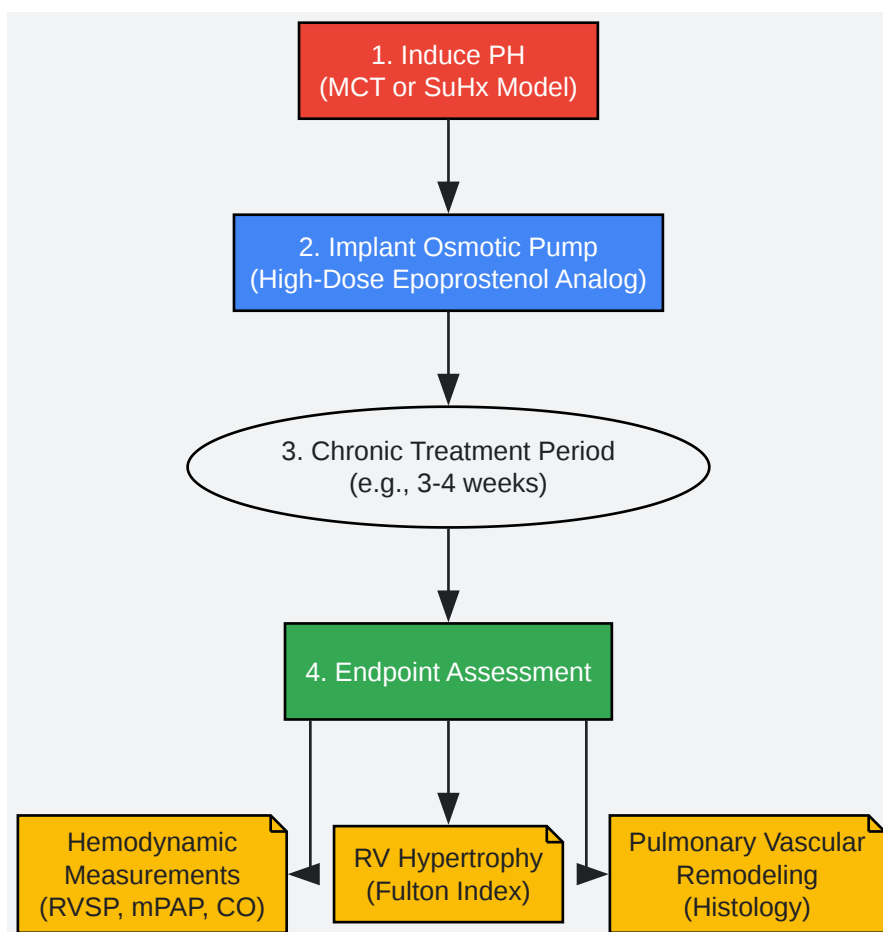 1. Induce PH
(MCT or SuHx Model)
2. Implant Osmotic Pump
(High-Dose Epoprostenol Analog)
3. Chronic Treatment Period
(e.g., 3-4 weeks)
4. Endpoint Assessment
Hemodynamic
Measurements
(RVSP, mPAP, CO)
RV Hypertrophy
(Fulton Index)
Pulmonary Vascular
Remodeling
(Histology)